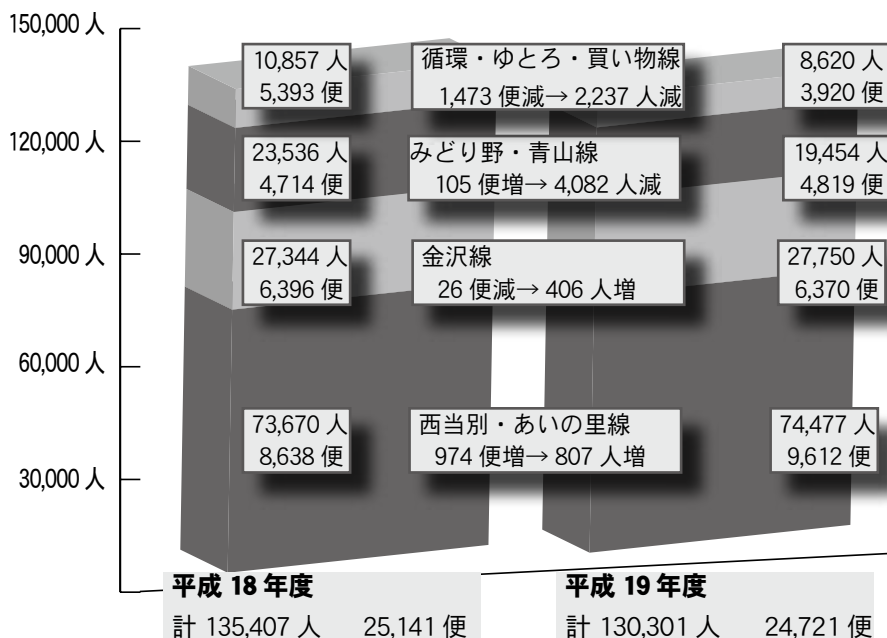 150,000 人
120,000 人
90,000 人
60,000 人
30,000 人
10,857 人
5,393 便
循環・ゆとろ・買い物線
1,473 便減→ 2,237 人減
8,620 人
3,920 便
23,536 人
4,714 便
みどり野・青山線
105 便増→ 4,082 人減
19,454 人
4,819 便
27,344 人
6,396 便
金沢線
26 便減→ 406 人増
27,750 人
6,370 便
73,670 人
8,638 便
西当別・あいの里線
974 便増→ 807 人増
74,477 人
9,612 便
平成 18 年度
計 135,407 人 25,141 便
平成 19 年度
計 130,301 人 24,721 便